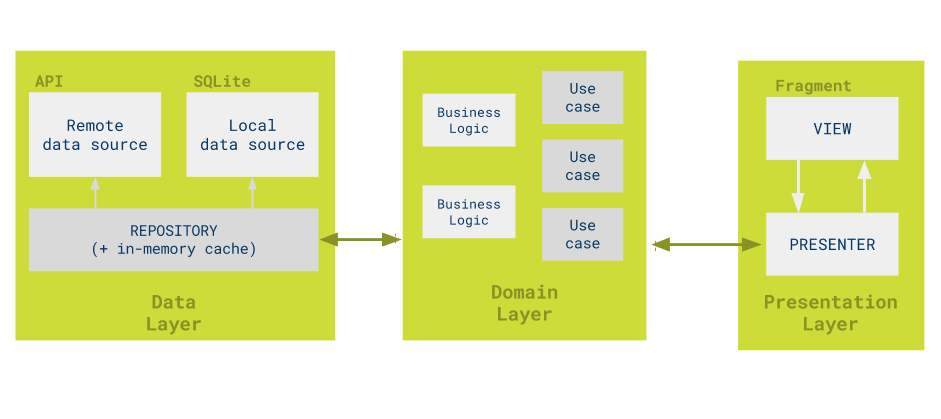 API
SQLite
Remote
data source
Local
data source
REPOSITORY
(+ in-memory cache)
Data
Layer
Business
Logic
Business
Logic
Use
case
Use
case
Use
case
Domain
Layer
Fragment
VIEW
PRESENTER
Presentation
Layer